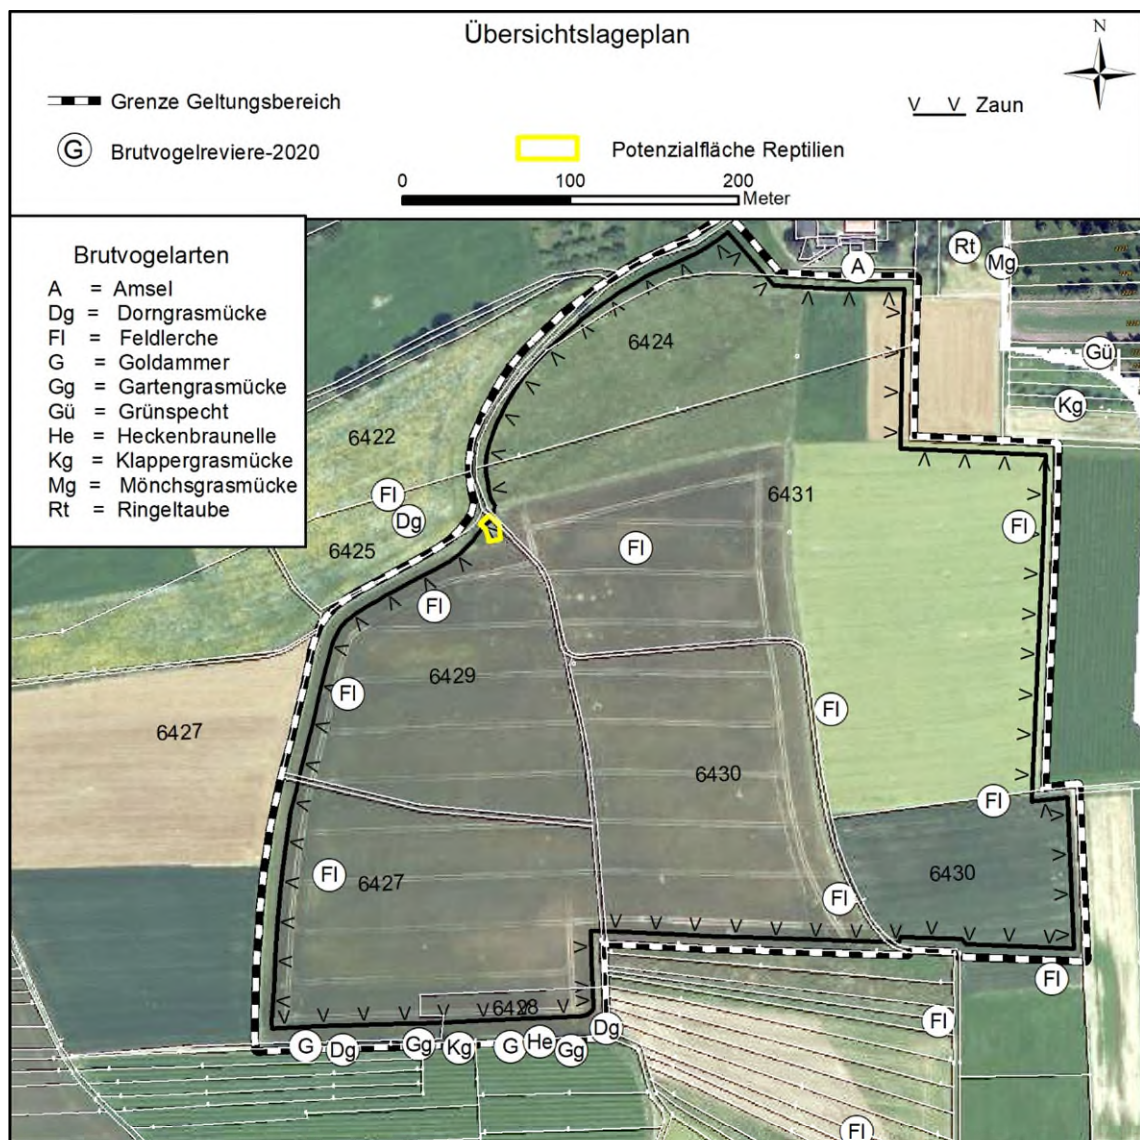 Übersichtslageplan
N
Grenze Geltungsbereich
V V Zaun
G Brutvogelreviere-2020
Potenzialfläche Reptilien
0 100 200
Meter
Brutvogelarten
A = Amsel
Dg = Dorngrasmücke
Fl = Feldlerche
G = Goldammer
Gg = Gartengrasmücke
Gü = Grünspecht
He = Heckenbraunelle
Kg = Klappergrasmücke
Mg = Mönchsgrasmücke
Rt = Ringeltaube
Rt
Mg
A
6424
Gü
Kg
6422
Fl
6431
Dg
Fl
6425
Fl
Fl
6429
Fl
Fl
6427
6430
Fl
Fl
6427
6430
Fl
Fl
6428
Fl
Dg
G
Dg
Gg
Kg
G
He
Gg
Fl